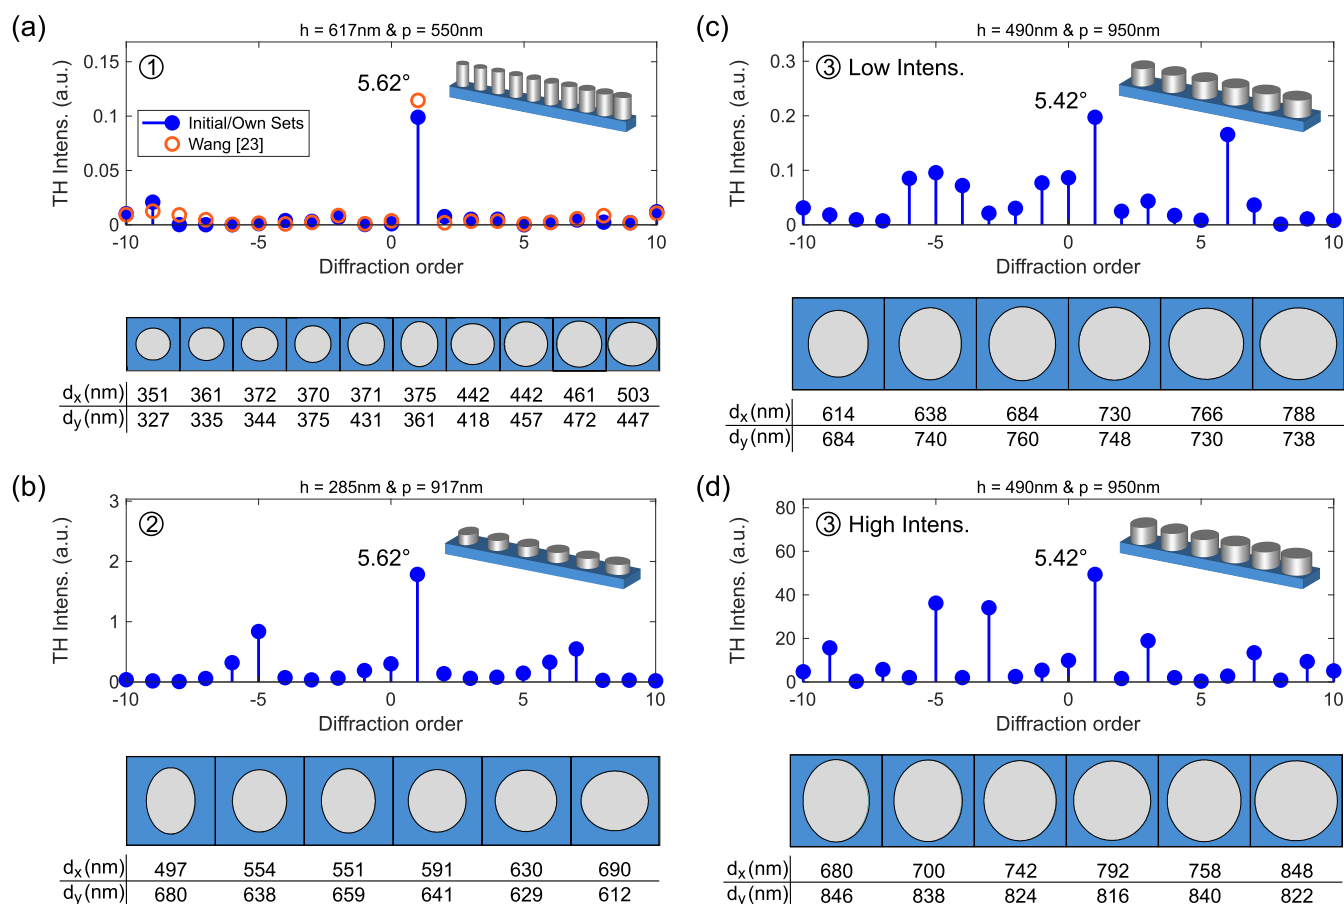 (a)
h = 617nm & p = 550nm
TH Intens. (a.u.)
0.15
0.1
0.05
0
① 
5.62°
Initial/Own Sets
Wang [23]
-10 -5 0 5 10
Diffraction order
dx(nm) 351 361 372 370 371 375 442 442 461 503
dy(nm) 327 335 344 375 431 361 418 457 472 447
(b)
h = 285nm & p = 917nm
TH Intens. (a.u.)
3
2
1
0
②
5.62°
-10 -5 0 5 10
Diffraction order
dx(nm) 497 554 551 591 630 690
dy(nm) 680 638 659 641 629 612
(c)
h = 490nm & p = 950nm
TH Intens. (a.u.)
0.3
0.2
0.1
0
③ Low Intens.
5.42°
-10 -5 0 5 10
Diffraction order
dx(nm) 614 638 684 730 766 788
dy(nm) 684 740 760 748 730 738
(d)
h = 490nm & p = 950nm
TH Intens. (a.u.)
80
60
40
20
0
③ High Intens.
5.42°
-10 -5 0 5 10
Diffraction order
dx(nm) 680 700 742 792 758 848
dy(nm) 846 838 824 816 840 822